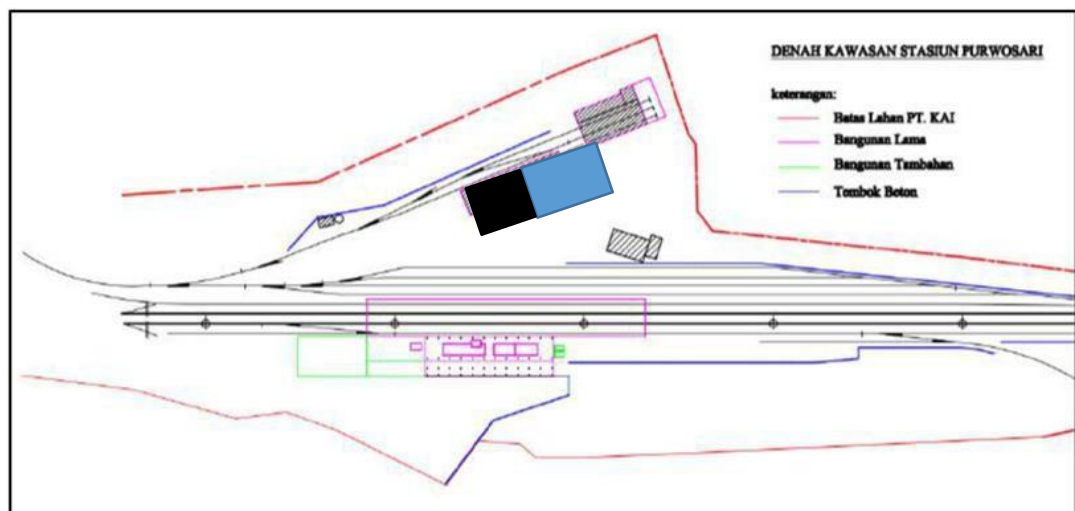 DENAH KAWASAN STASIUN PURWOSARI
keterangan:
Batas Lahan PT. KAI
Bangunan Lama
Bangunan Tambahan
Tembok Beton